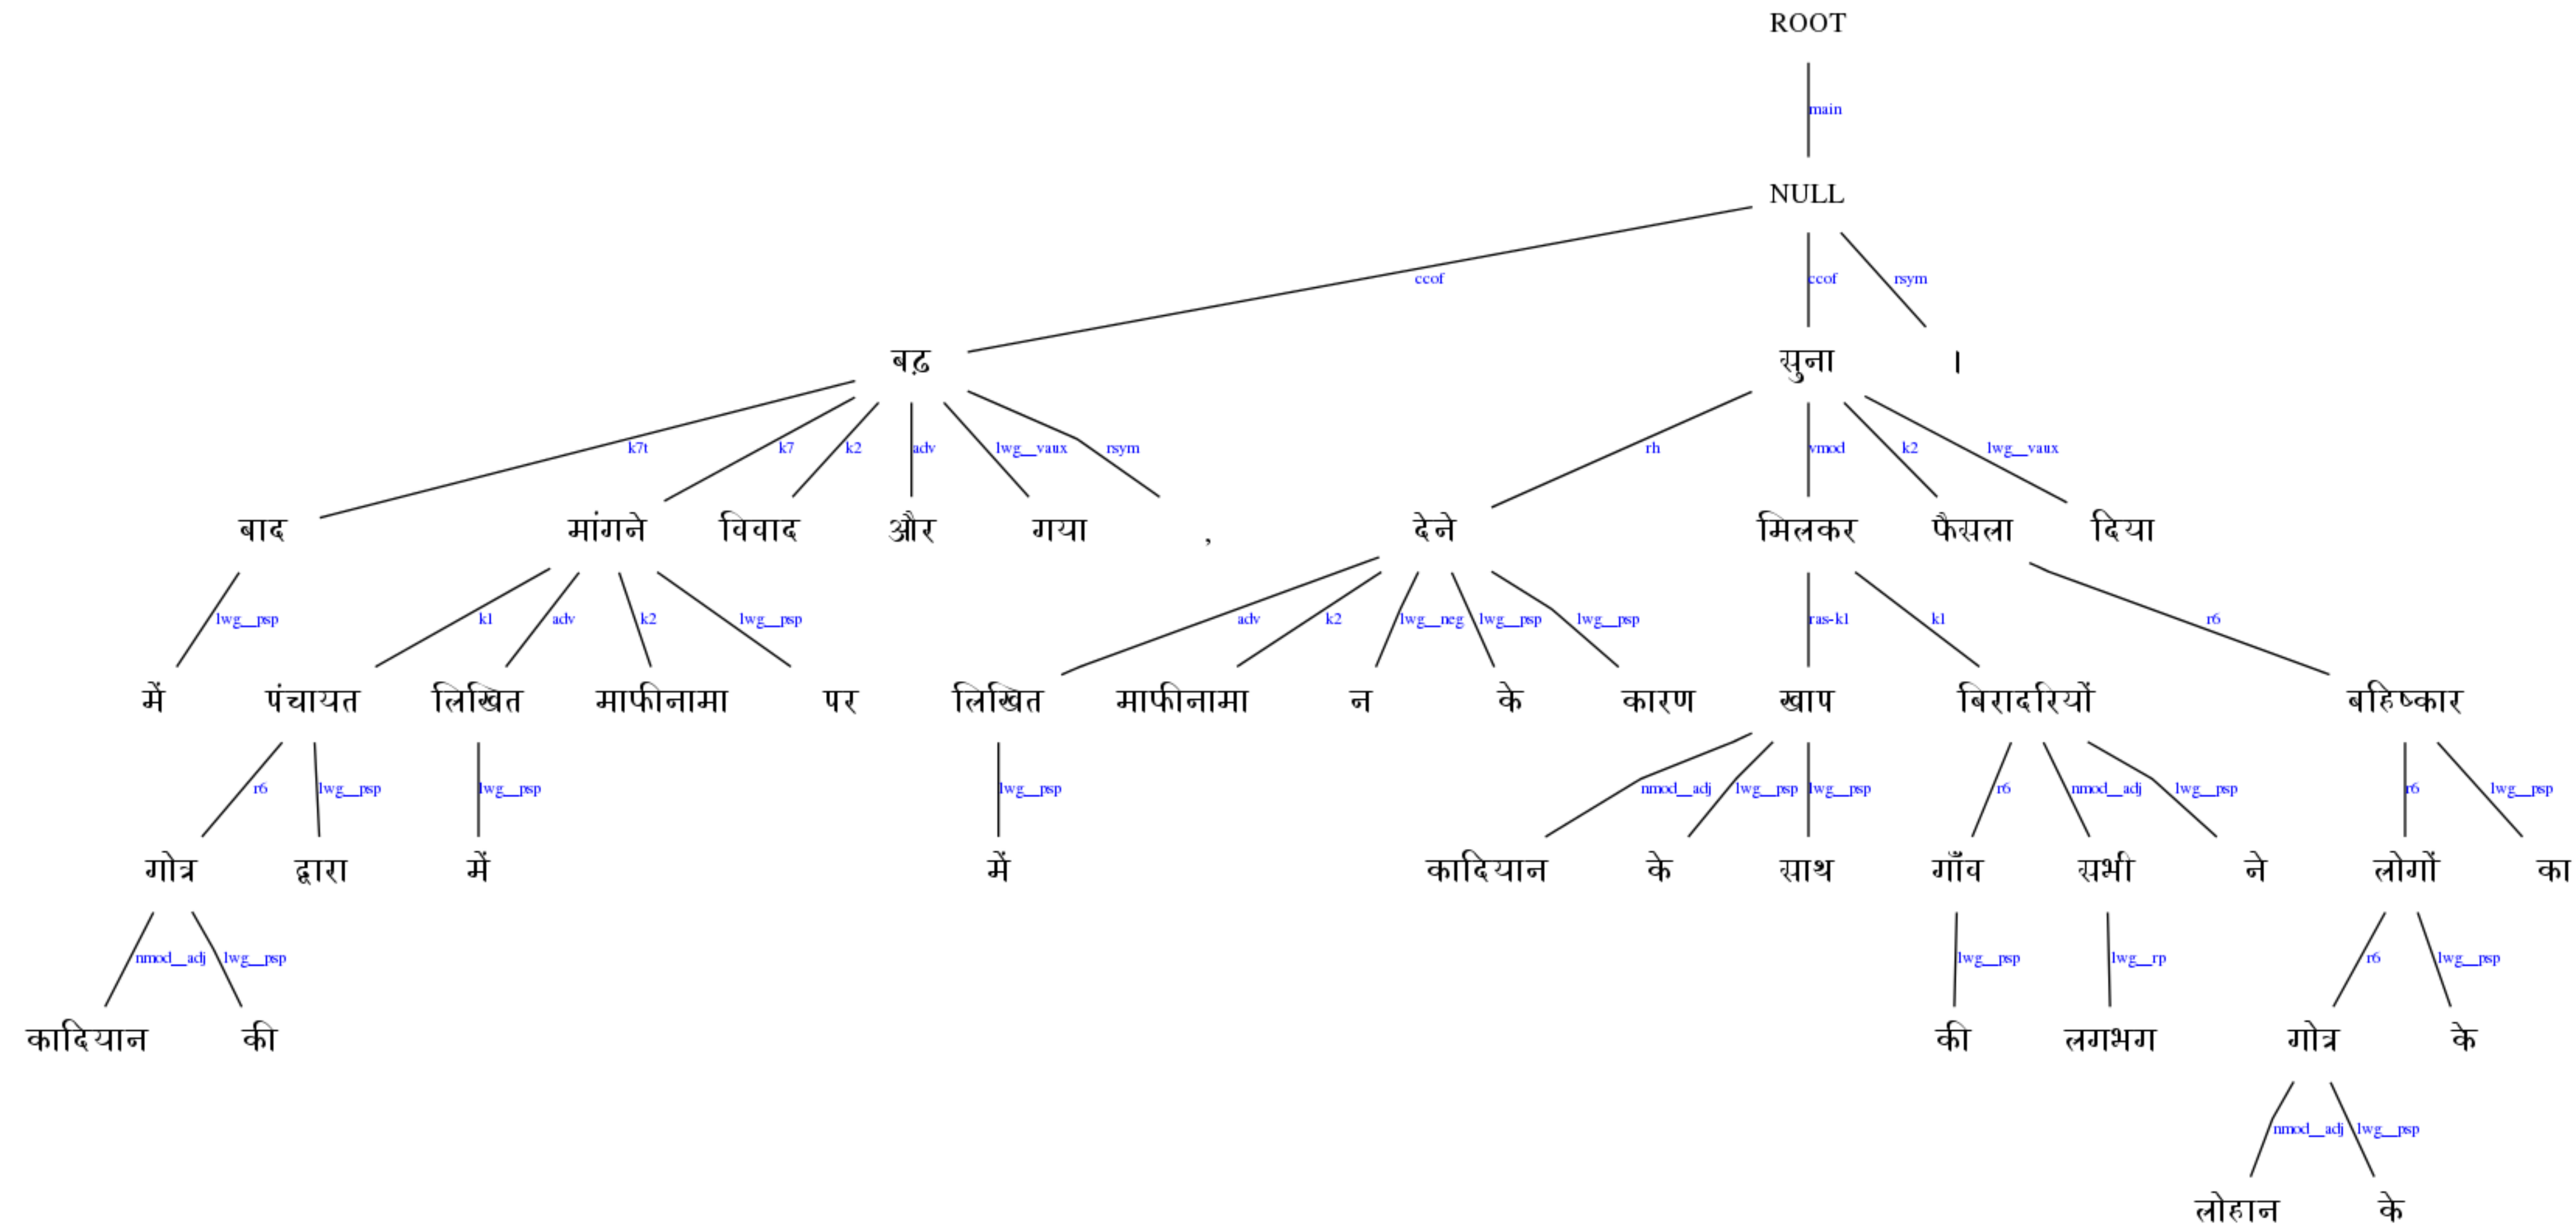 ROOT
main
NULL
ccof ccof rsym
बढ़ सुना ।
k7t k7 k2 adv lwg__vaux rsym rh vmod k2 lwg__vaux
बाद मांगने विवाद और गया , देने मिलकर फैसला दिया
lwg__psp k1 adv k2 lwg__psp adv k2 lwg__neg lwg__psp lwg__psp ras-k1 k1 r6
में पंचायत लिखित माफीनामा पर लिखित माफीनामा न के कारण खाप बिरादरियों बहिष्कार
r6 lwg__psp lwg__psp lwg__psp nmod__adj lwg__psp lwg__psp r6 nmod__adj lwg__psp r6 lwg__psp
गोत्र द्वारा में में कादियान के साथ गाँव सभी ने लोगों का
nmod__adj lwg__psp lwg__psp lwg__rp r6 lwg__psp
कादियान की की लगभग गोत्र के
nmod__adj lwg__psp
लोहान के